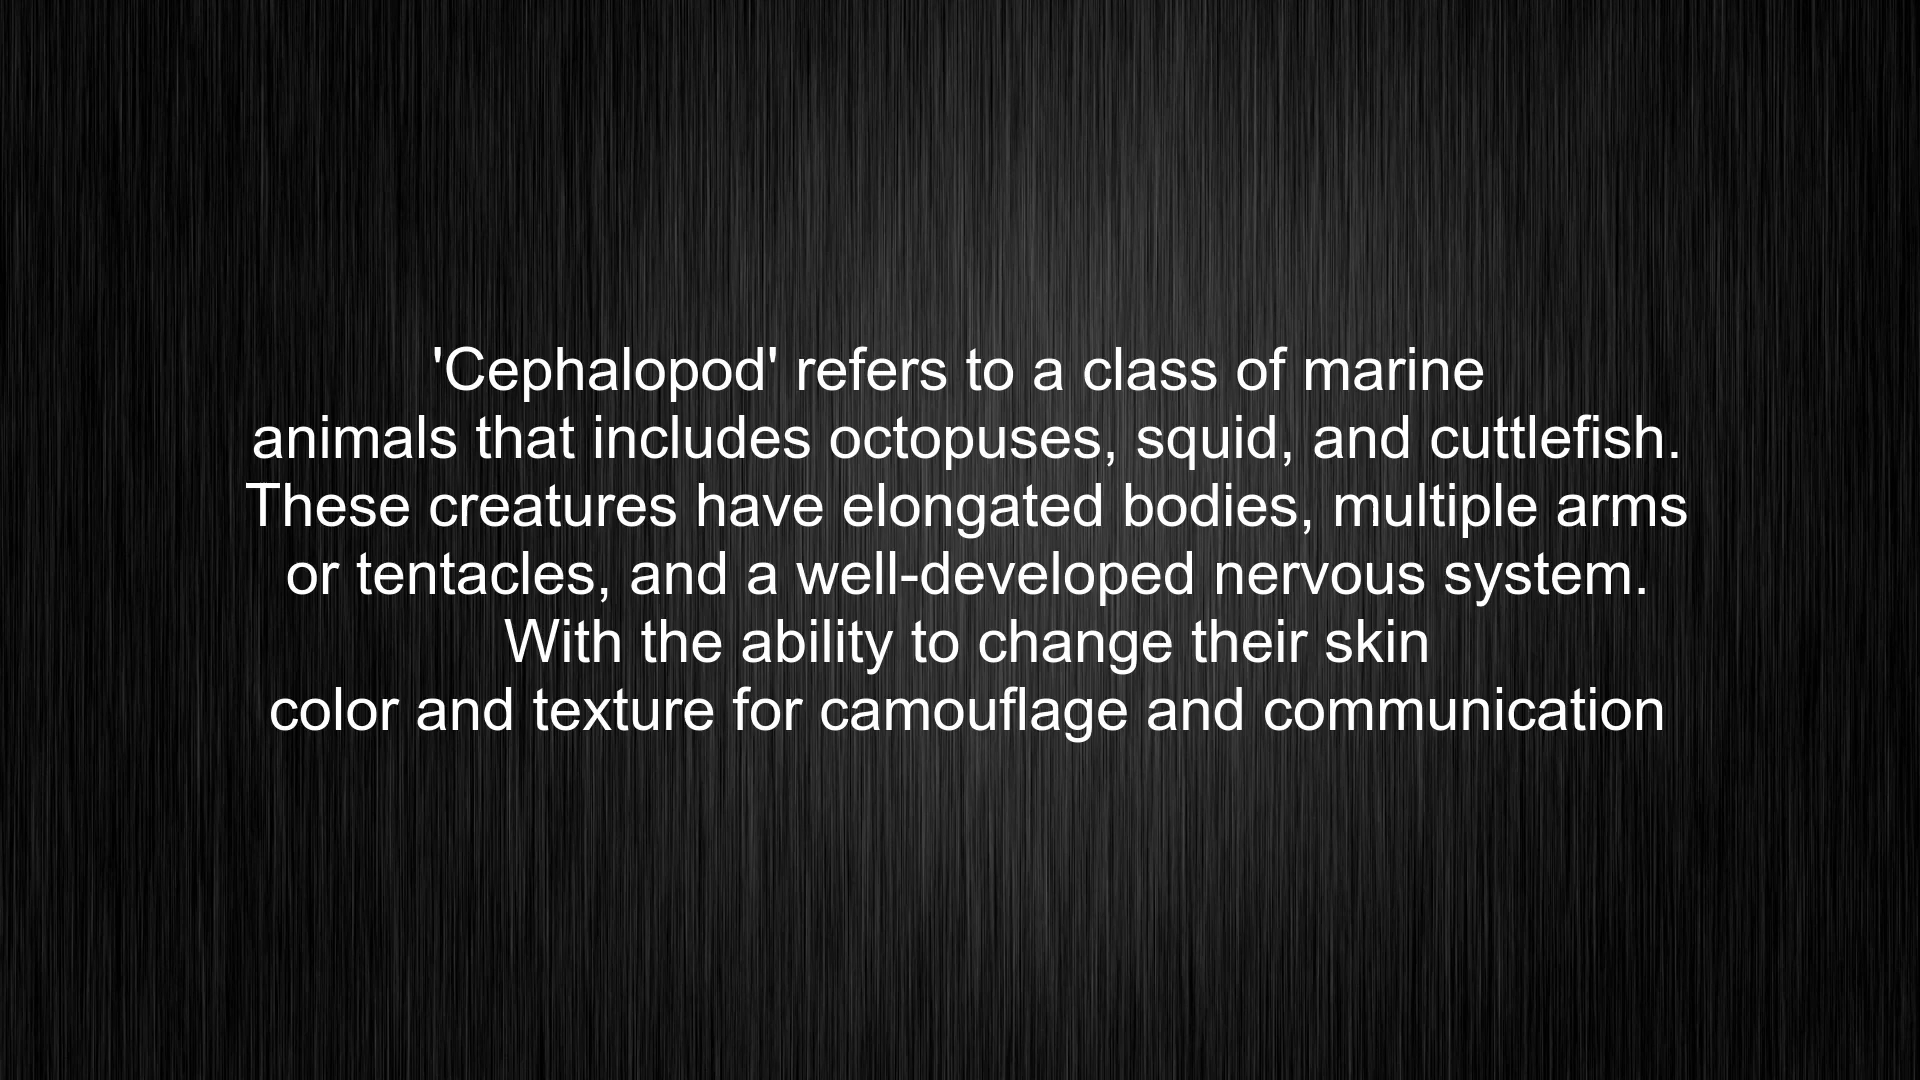 'Cephalopod' refers to a class of marine
animals that includes octopuses, squid, and cuttlefish.
These creatures have elongated bodies, multiple arms
or tentacles, and a well-developed nervous system.
With the ability to change their skin
color and texture for camouflage and communication